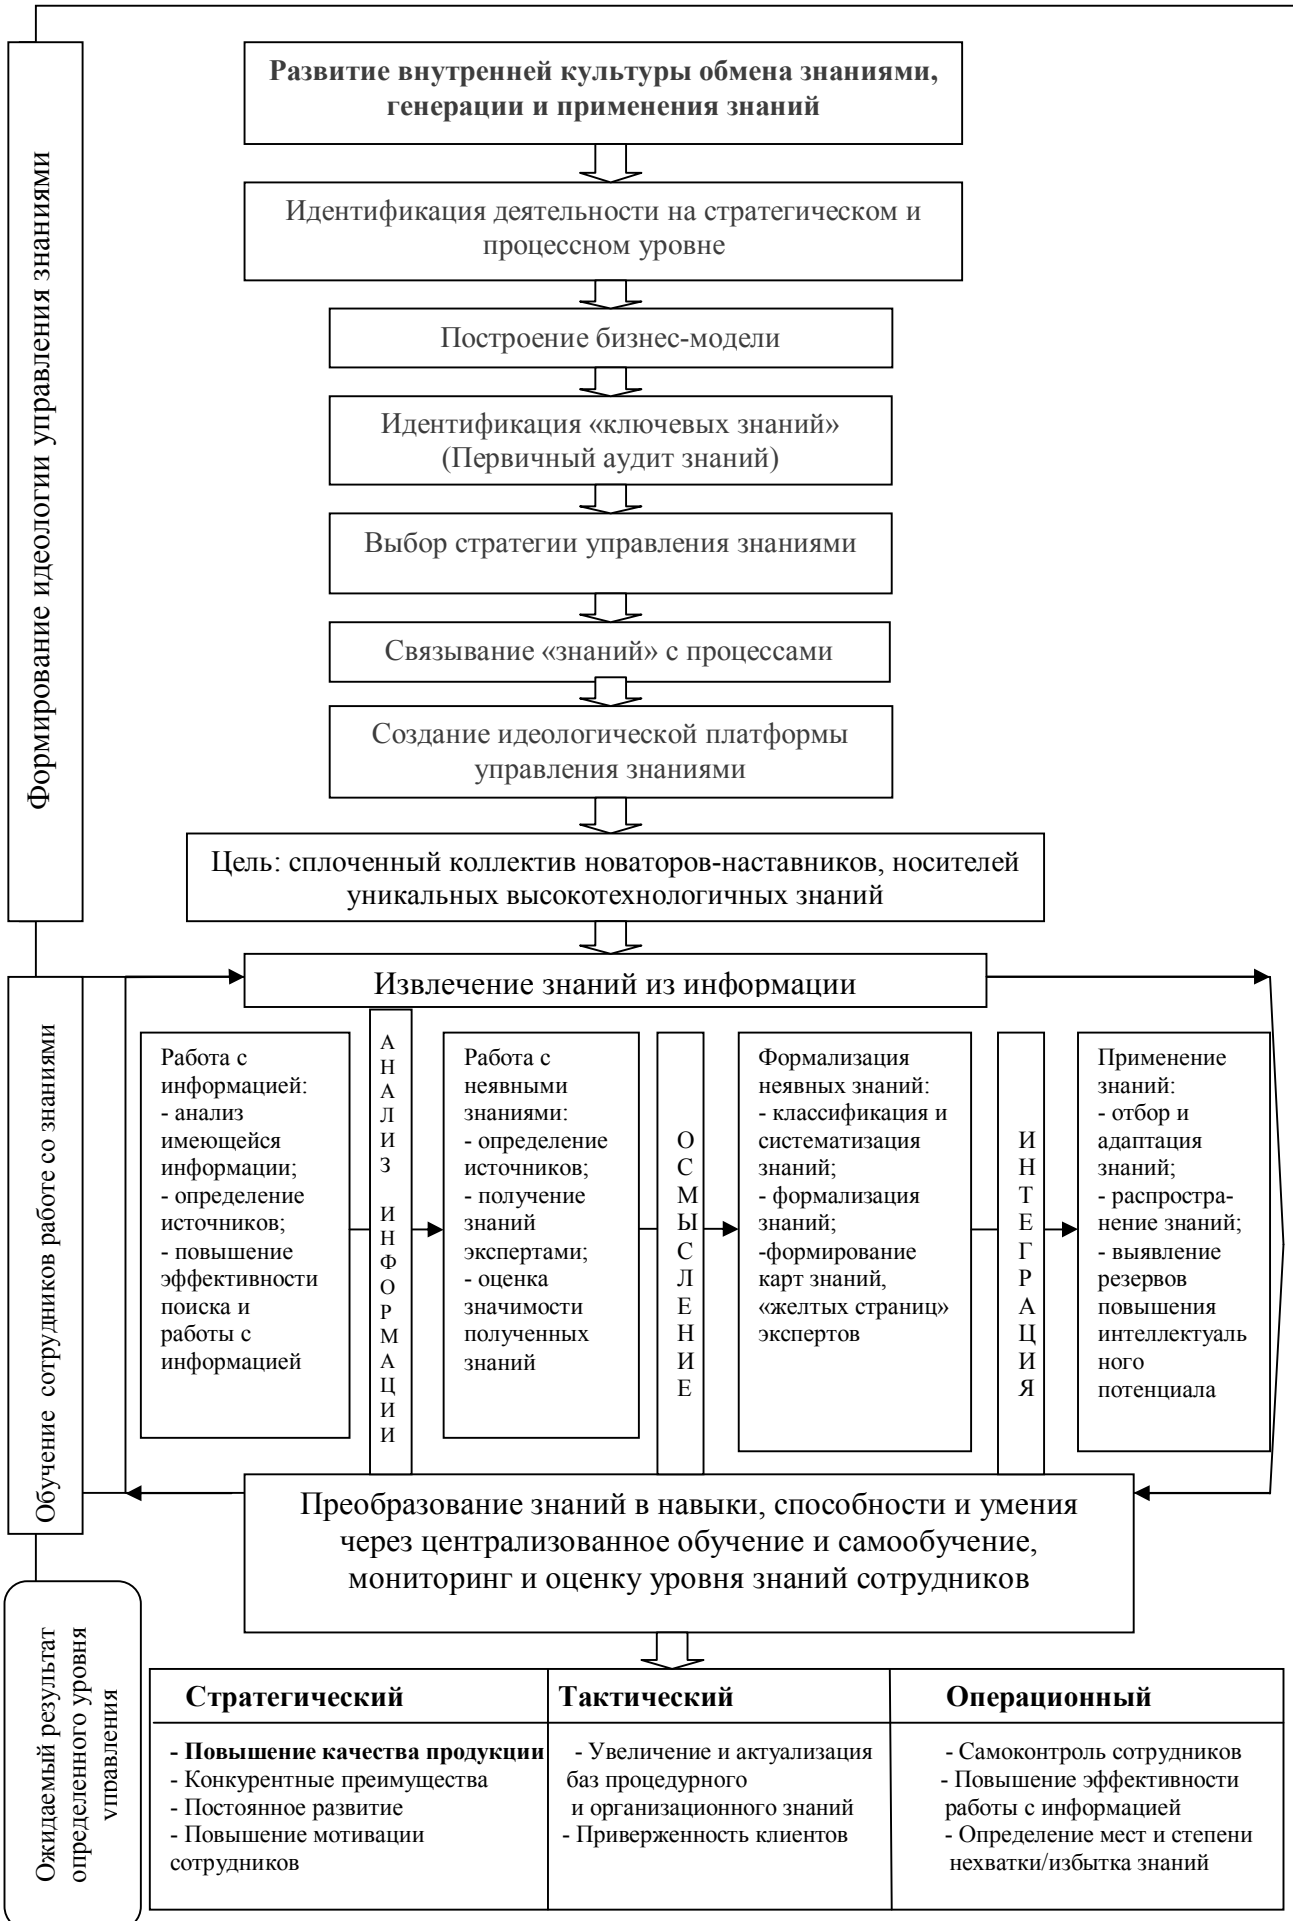 Формирование идеологии управления знаниями
Развитие внутренней культуры обмена знаниями,
генерации и применения знаний
Идентификация деятельности на стратегическом и
процессном уровне
Построение бизнес-модели
Идентификация «ключевых знаний»
(Первичный аудит знаний)
Выбор стратегии управления знаниями
Связывание «знаний» с процессами
Создание идеологической платформы
управления знаниями
Цель: сплоченный коллектив новаторов-наставников, носителей
уникальных высокотехнологичных знаний
Обучение сотрудников работе со знаниями
Извлечение знаний из информации
Работа с
информацией:
- анализ
имеющейся
информации;
- определение
источников;
- повышение
эффективности
поиска и
работы с
информацией
АНАЛИЗ ИНФОРМАЦИИ
Работа с
неявными
знаниями:
- определение
источников;
- получение
знаний
экспертами;
- оценка
значимости
полученных
знаний
ОСМЫСЛЕНИЕ
Формализация
неявных знаний:
- классификация и
систематизация
знаний;
- формализация
знаний;
-формирование
карт знаний,
«желтых страниц»
экспертов
ИНТЕГРАЦИЯ
Применение
знаний:
- отбор и
адаптация
знаний;
- распростра-
нение знаний;
- выявление
резервов
повышения
интеллектуаль
ного
потенциала
Преобразование знаний в навыки, способности и умения
через централизованное обучение и самообучение,
мониторинг и оценку уровня знаний сотрудников
Ожидаемый результат
определенного уровня
управления
Стратегический
- Повышение качества продукции
- Конкурентные преимущества
- Постоянное развитие
- Повышение мотивации
сотрудников
Тактический
- Увеличение и актуализация
баз процедурного
и организационного знаний
- Приверженность клиентов
Операционный
- Самоконтроль сотрудников
- Повышение эффективности
работы с информацией
- Определение мест и степени
нехватки/избытка знаний